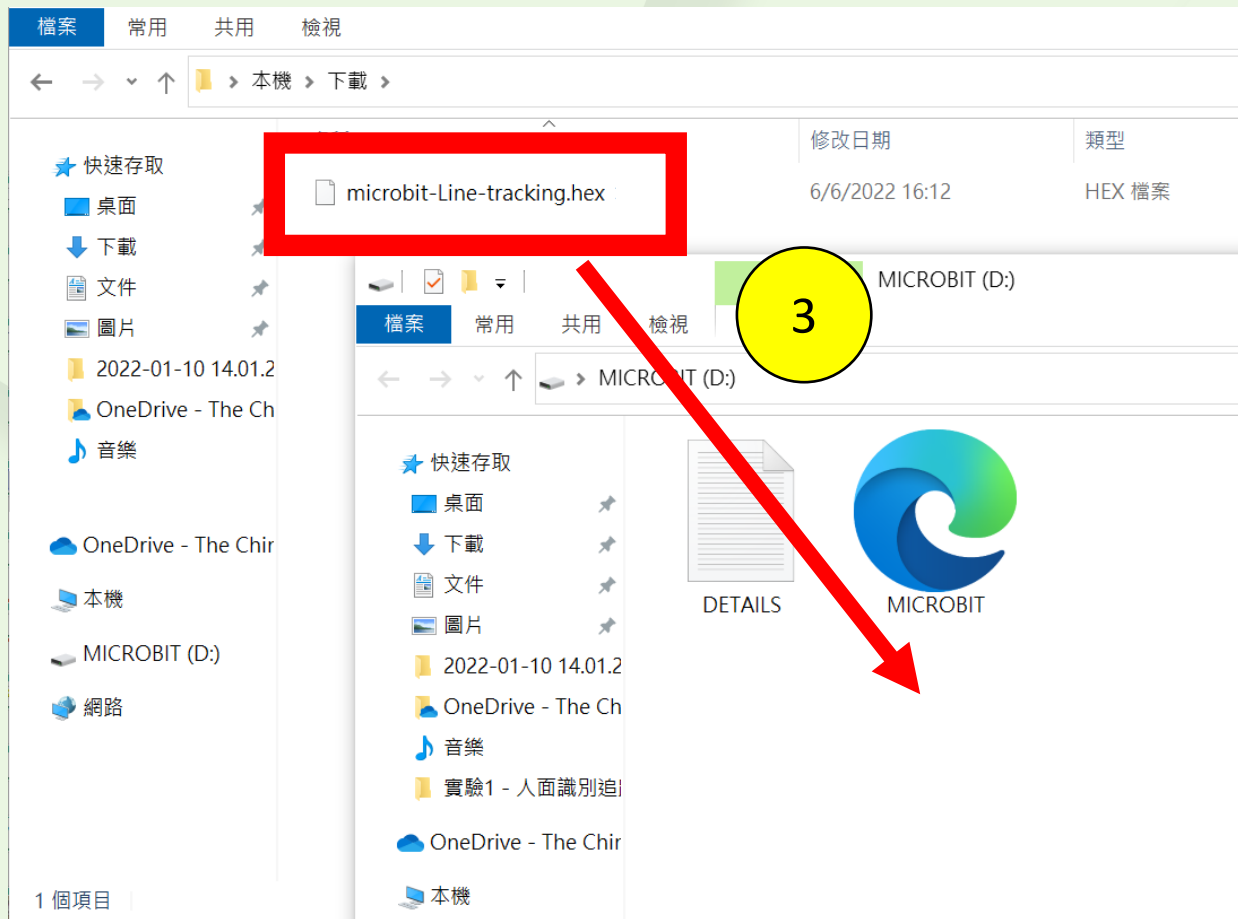 檔案 常用 共用 檢視
本機 > 下載 >
修改日期 類型
microbit-Line-tracking.hex 6/6/2022 16:12 HEX 檔案
快速存取
桌面
下載
文件
圖片
2022-01-10 14.01.2
OneDrive - The Ch
音樂
OneDrive - The Chir
本機
MICROBIT (D:)
網路
1 個項目
3
MICROBIT (D:)
檔案 常用 共用 檢視
MICROBIT (D:)
快速存取
桌面
下載
文件
圖片
2022-01-10 14.01.2
OneDrive - The Ch
音樂
實驗1 - 人面識別追
OneDrive - The Chir
本機
DETAILS
MICROBIT